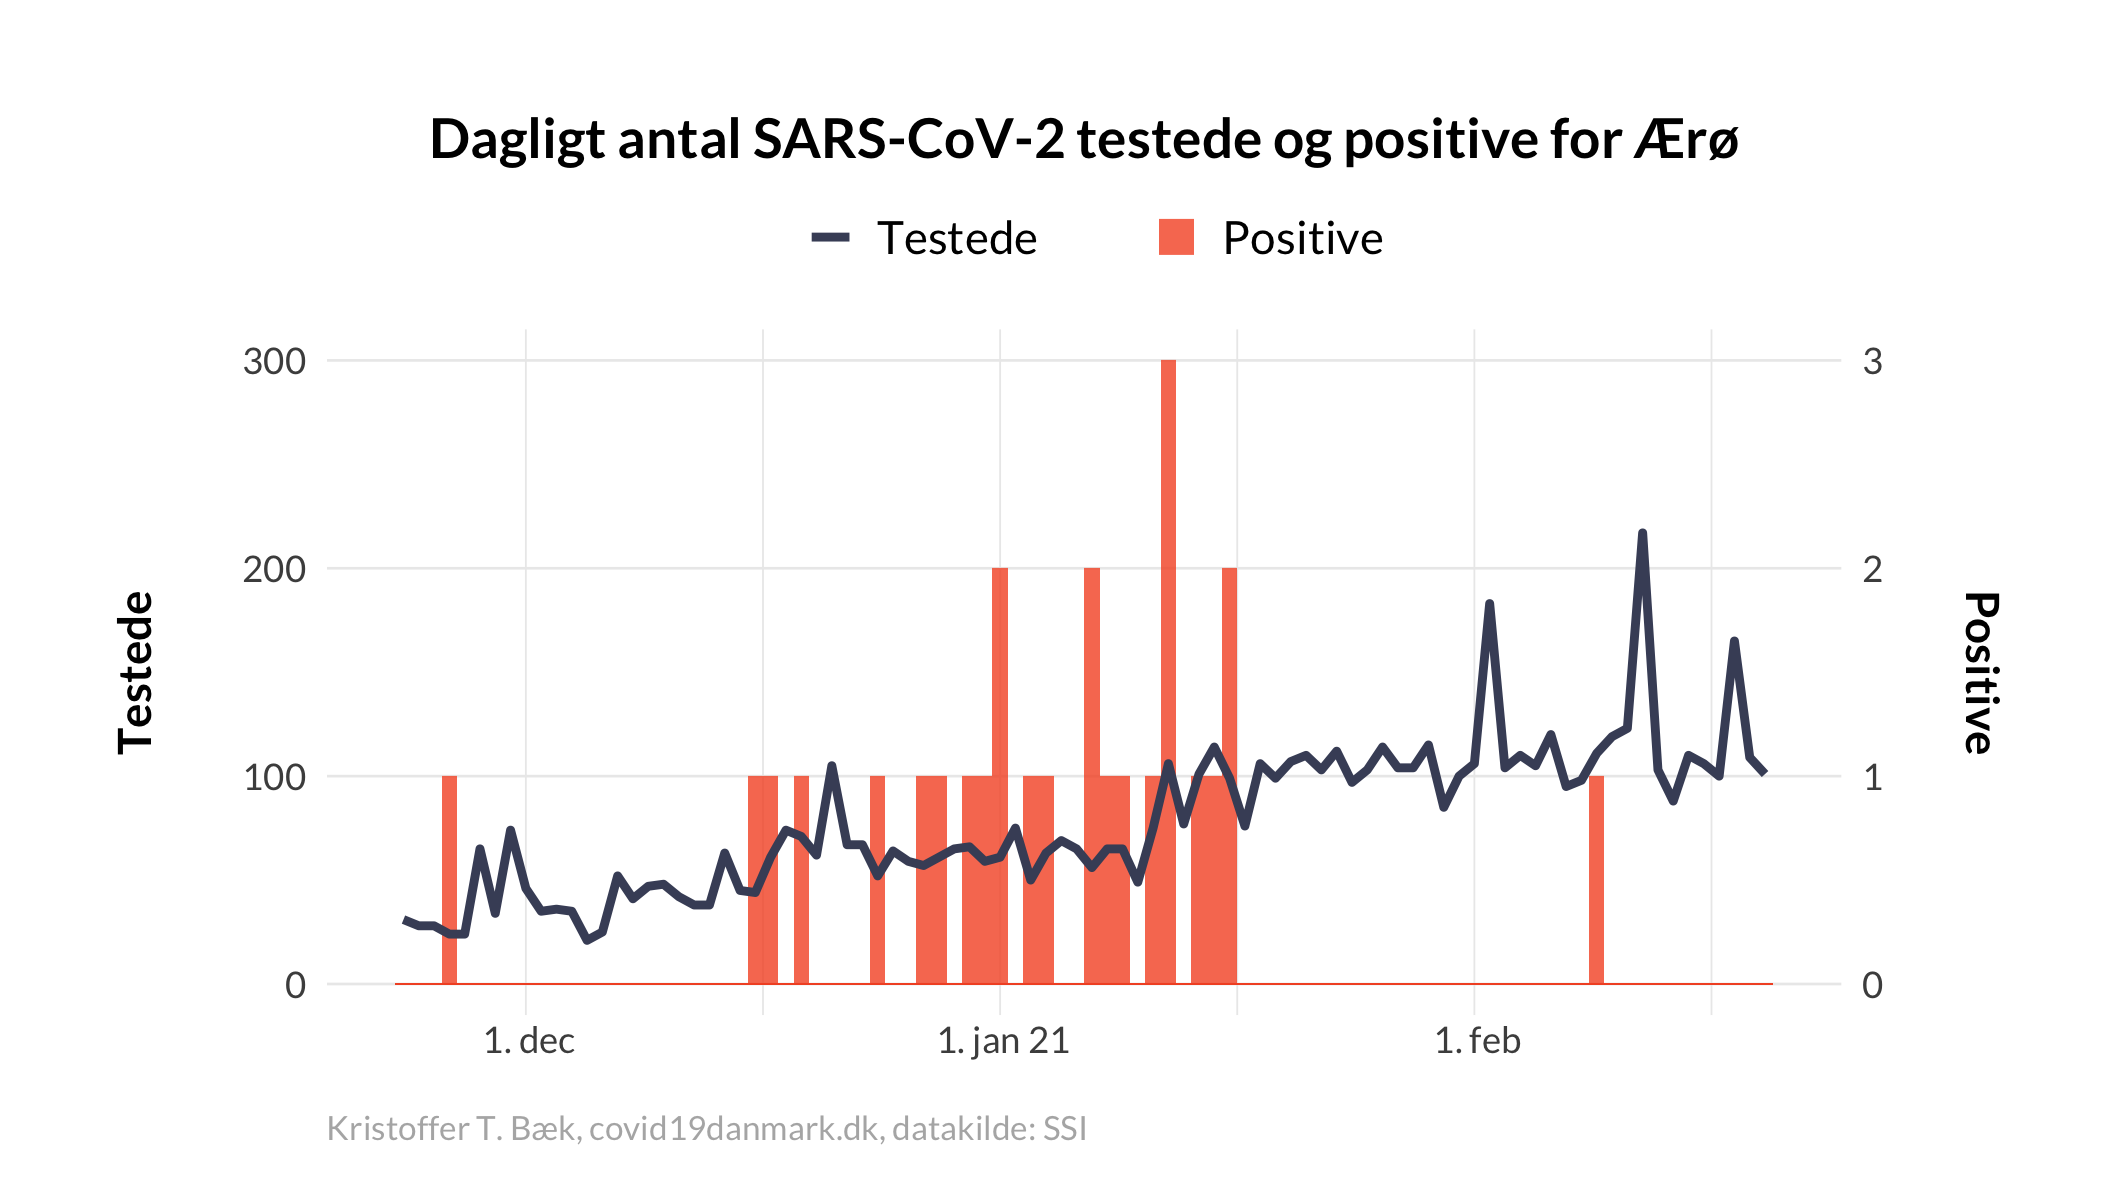 Dagligt antal SARS-CoV-2 testede og positive for Ærø
Testede
Positive
300
200
100
0
3
2
1
0
Testede
Positive
1. dec
1. jan 21
1. feb
Kristoffer T. Bæk, covid19danmark.dk, datakilde: SSI